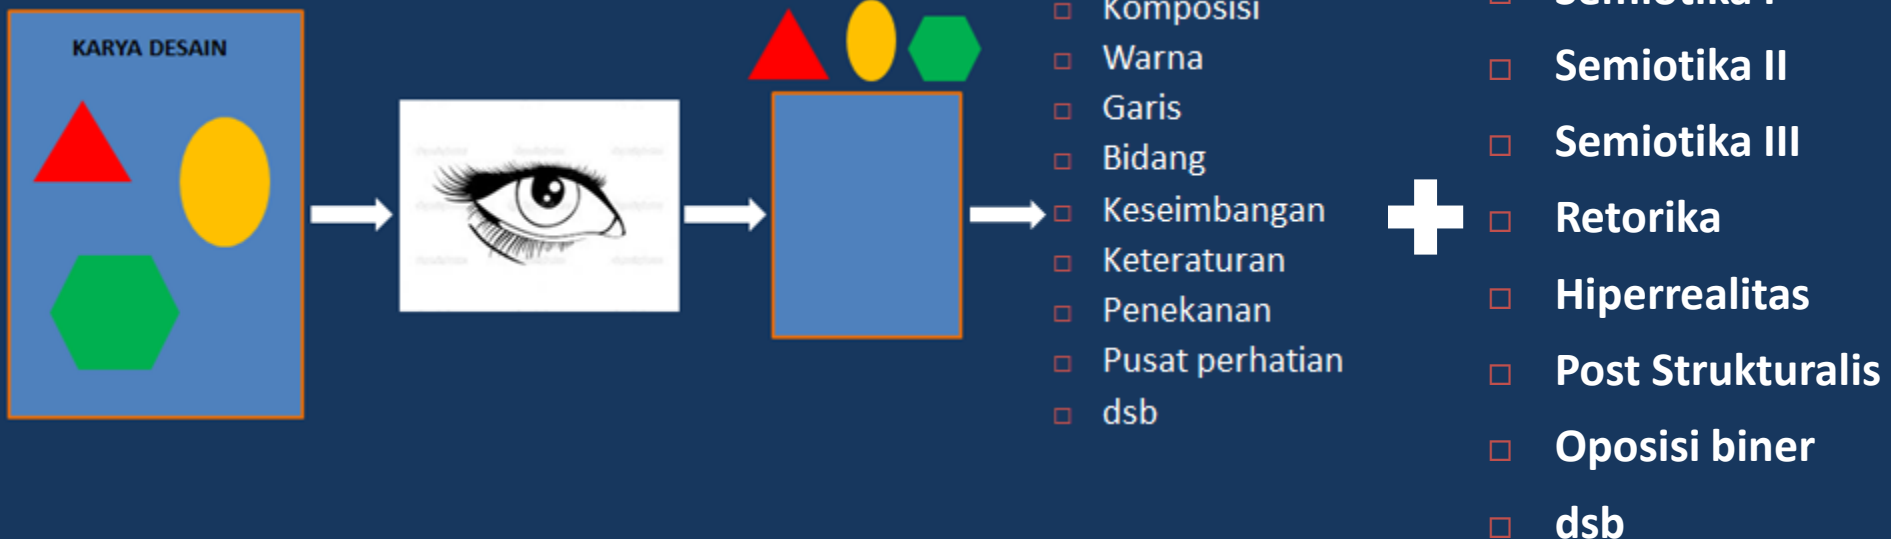 KARYA DESAIN
Komposisi
Warna
Garis
Bidang
Keseimbangan
Keteraturan
Penekanan
Pusat perhatian
dsb
Semiotika I
Semiotika II
Semiotika III
Retorika
Hiperrealitas
Post Strukturalis
Oposisi biner
dsb